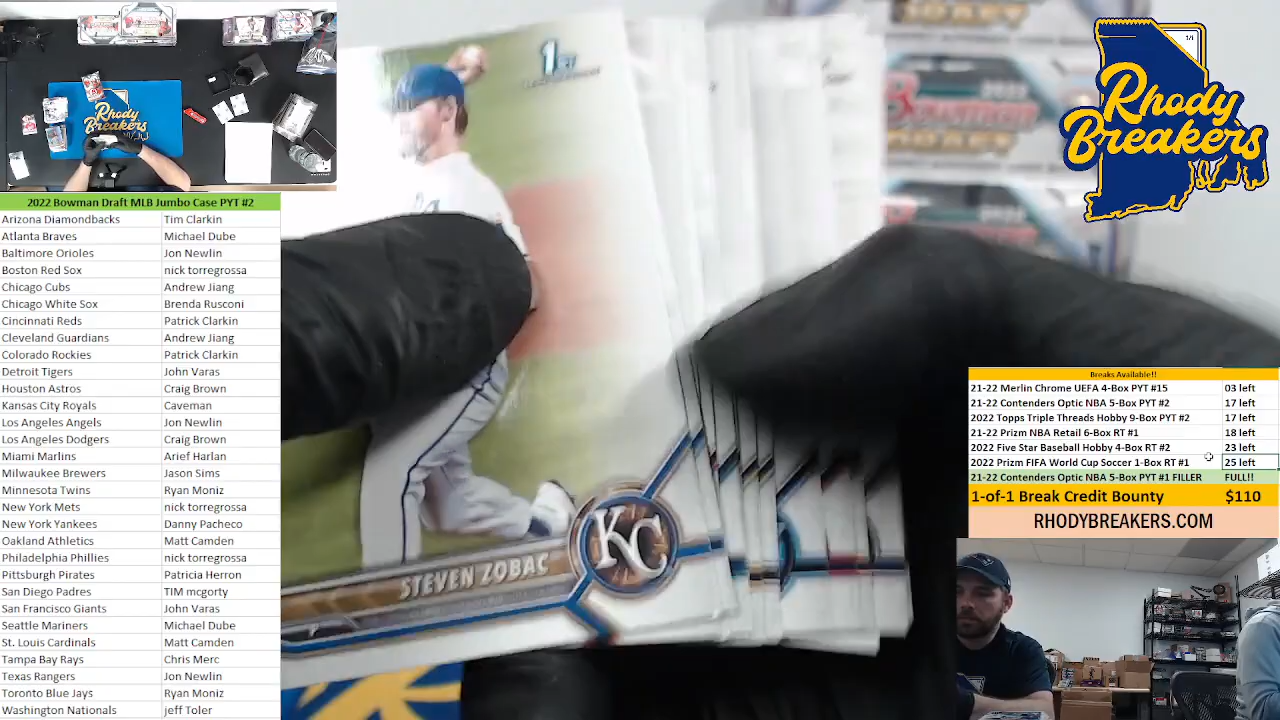 2022 Bowman Draft MLB Jumbo Case PYT #2
Arizona Diamondbacks Tim Clarkin
Atlanta Braves Michael Dube
Baltimore Orioles Jon Newlin
Boston Red Sox nick torregrossa
Chicago Cubs Andrew Jiang
Chicago White Sox Brenda Rusconi
Cincinnati Reds Patrick Clarkin
Cleveland Guardians Andrew Jiang
Colorado Rockies Patrick Clarkin
Detroit Tigers John Varas
Houston Astros Craig Brown
Kansas City Royals Caveman
Los Angeles Angels Jon Newlin
Los Angeles Dodgers Craig Brown
Miami Marlins Arief Harlan
Milwaukee Brewers Jason Sims
Minnesota Twins Ryan Moniz
New York Mets nick torregrossa
New York Yankees Danny Pacheco
Oakland Athletics Matt Camden
Philadelphia Phillies nick torregrossa
Pittsburgh Pirates Patricia Herron
San Diego Padres TIM mcgorty
San Francisco Giants John Varas
Seattle Mariners Michael Dube
St. Louis Cardinals Matt Camden
Tampa Bay Rays Chris Merc
Texas Rangers Jon Newlin
Toronto Blue Jays Ryan Moniz
Washington Nationals jeff Toler
Rhody
Breakers
1ST
KC
STEVEN ZOBAC
2022
Bowman
DRAFT
2022
1/1
Rhody
Breakers
Breaks Available!!
21-22 Merlin Chrome UEFA 4-Box PYT #15 03 left
21-22 Contenders Optic NBA 5-Box PYT #2 17 left
2022 Topps Triple Threads Hobby 9-Box PYT #2 17 left
21-22 Prizm NBA Retail 6-Box RT #1 18 left
2022 Five Star Baseball Hobby 4-Box RT #2 23 left
2022 Prizm FIFA World Cup Soccer 1-Box RT #1 25 left
21-22 Contenders Optic NBA 5-Box PYT #1 FILLER FULL!!
1-of-1 Break Credit Bounty $110
RHODYBREAKERS.COM